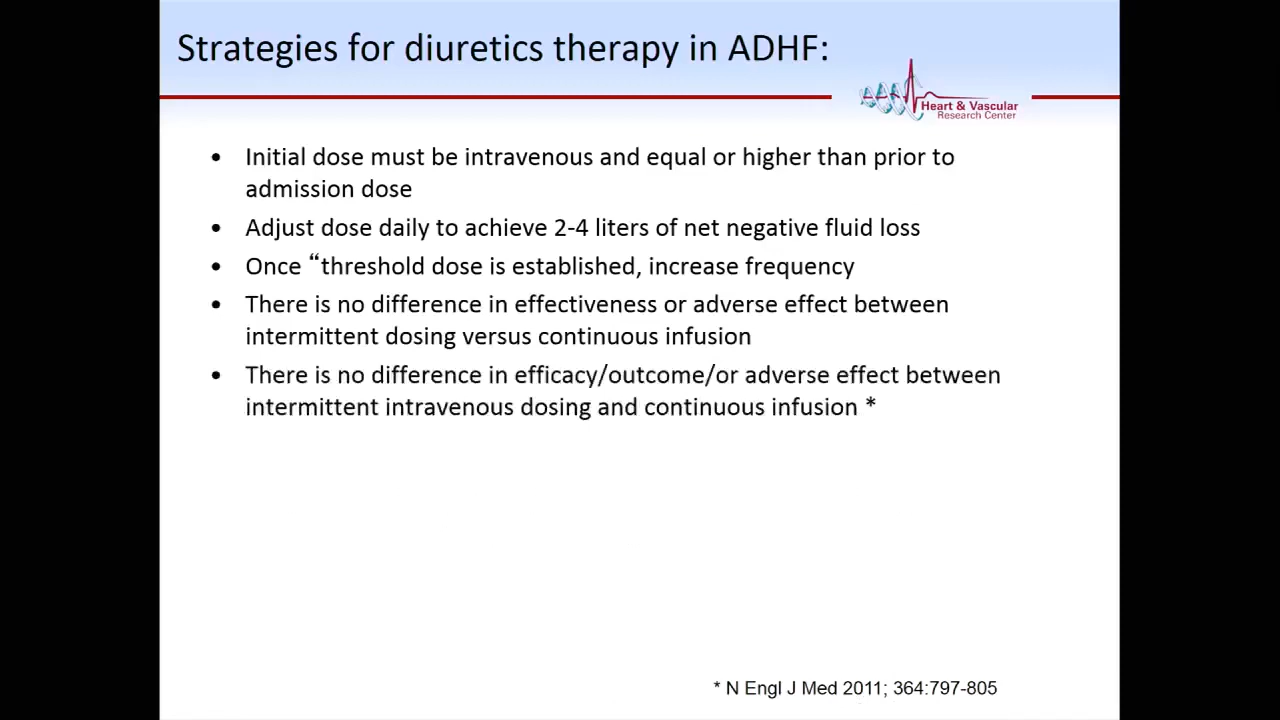 Strategies for diuretics therapy in ADHF:
Heart & Vascular
Research Center
• Initial dose must be intravenous and equal or higher than prior to
admission dose
• Adjust dose daily to achieve 2-4 liters of net negative fluid loss
• Once “threshold dose is established, increase frequency
• There is no difference in effectiveness or adverse effect between
intermittent dosing versus continuous infusion
• There is no difference in efficacy/outcome/or adverse effect between
intermittent intravenous dosing and continuous infusion *
* N Engl J Med 2011; 364:797-805